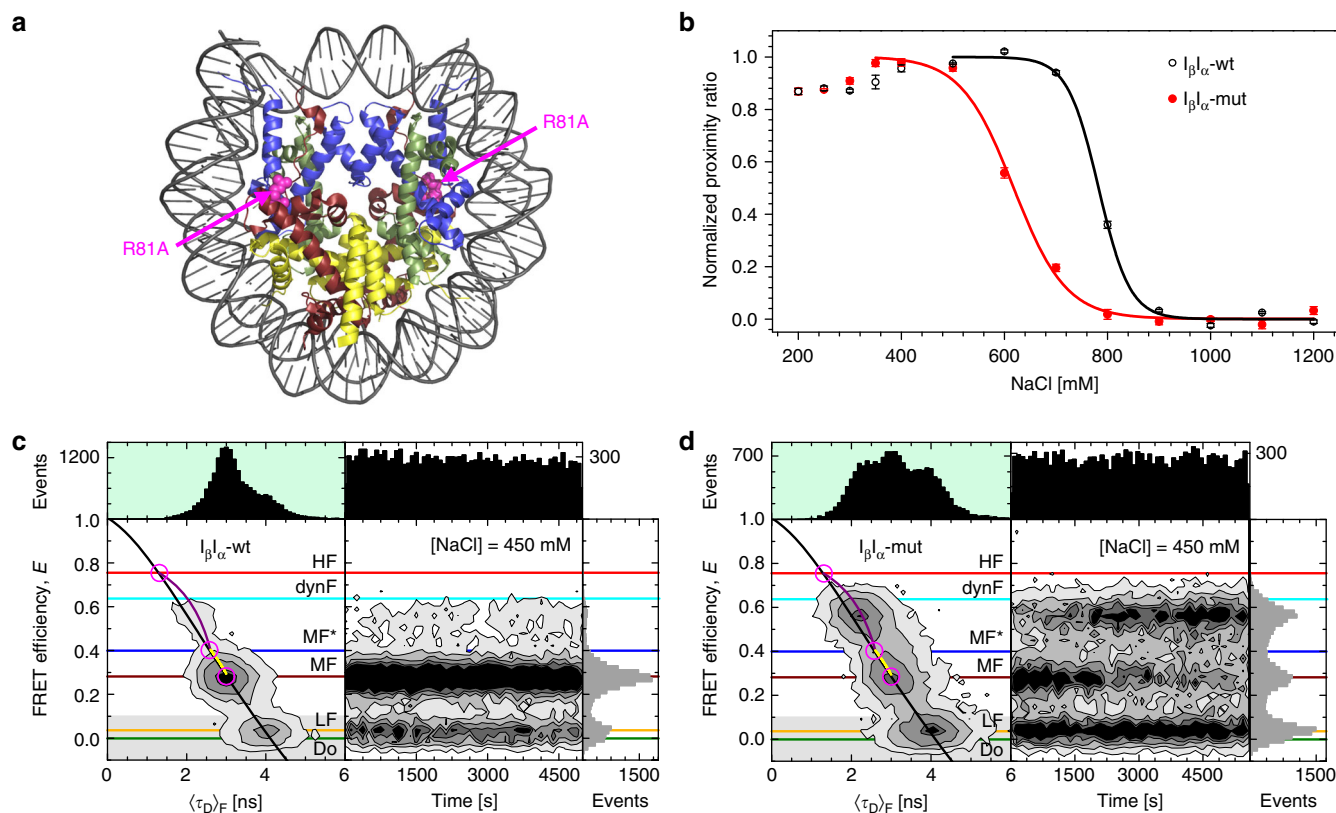 a
R81A
R81A
b
Normalized proximity ratio
1.0
0.8
0.6
0.4
0.2
0.0
IβIα-wt
IβIα-mut
200 400 600 800 1000 1200
NaCl [mM]
c
Events
1200
300
FRET efficiency, E
1.0
0.8
0.6
0.4
0.2
0.0
IβIα-wt
[NaCl] = 450 mM
HF
dynF
MF*
MF
LF
Do
0 2 4 6 1500 3000 4500 1500
⟨τD⟩F [ns]
Time [s]
Events
d
Events
700
300
FRET efficiency, E
1.0
0.8
0.6
0.4
0.2
0.0
IβIα-mut
[NaCl] = 450 mM
HF
dynF
MF*
MF
LF
Do
0 2 4 6 1500 3000 4500 1500
⟨τD⟩F [ns]
Time [s]
Events